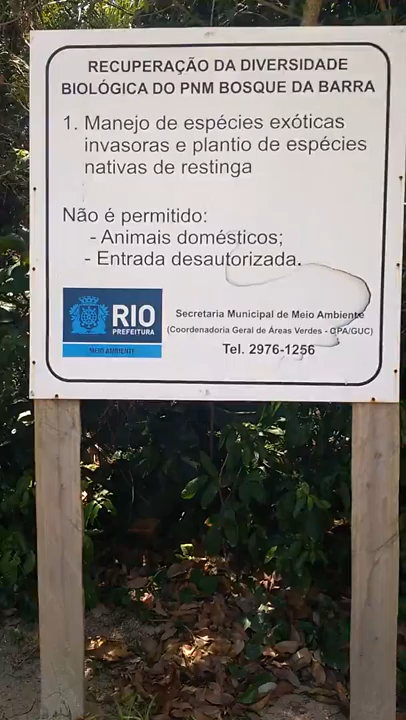 RECUPERAÇÃO DA DIVERSIDADE
BIOLÓGICA DO PNM BOSQUE DA BARRA
1. Manejo de espécies exóticas
invasoras e plantio de espécies
nativas de restinga
Não é permitido:
- Animais domésticos;
- Entrada desautorizada.
RIO
PREFEITURA
MEIO AMBIENTE
Secretaria Municipal de Meio Ambiente
(Coordenadoria Geral de Áreas Verdes - CPA/GUC)
Tel. 2976-1256